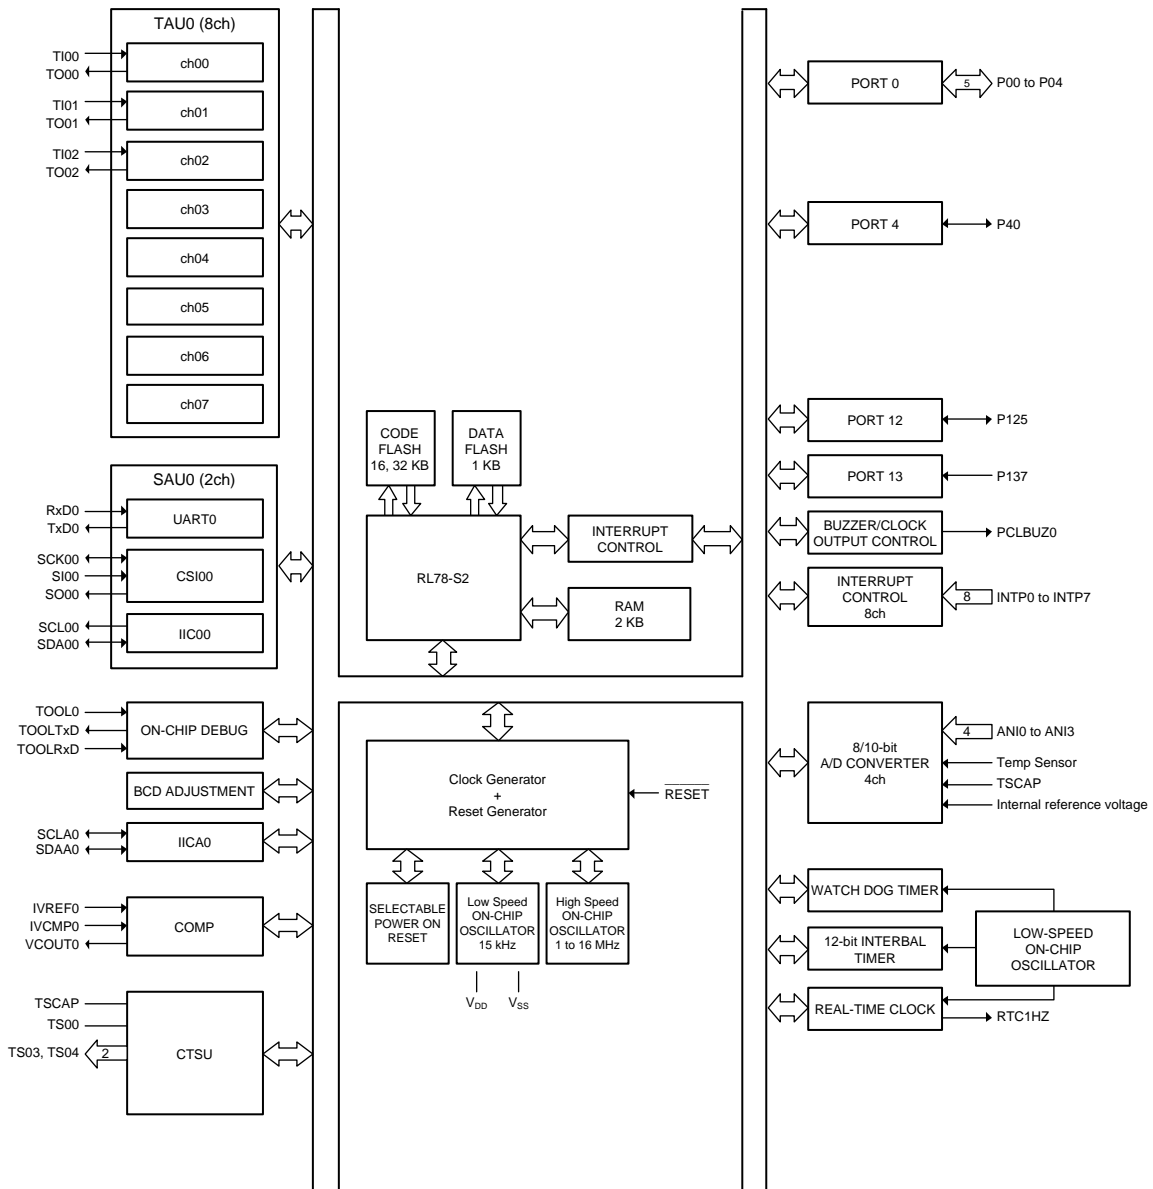 TAU0 (8ch)
TI00
TO00
ch00
TI01
TO01
ch01
TI02
TO02
ch02
ch03
ch04
ch05
ch06
ch07
SAU0 (2ch)
RxD0
TxD0
UART0
SCK00
SI00
SO00
CSI00
SCL00
SDA00
IIC00
TOOL0
TOOLTxD
TOOLRxD
ON-CHIP DEBUG
BCD ADJUSTMENT
SCLA0
SDAA0
IICA0
IVREF0
IVCMP0
VCOUT0
COMP
TSCAP
TS00
TS03, TS04
2
CTSU
CODE
FLASH
16, 32 KB
DATA
FLASH
1 KB
RL78-S2
INTERRUPT
CONTROL
RAM
2 KB
Clock Generator
+
Reset Generator
RESET
SELECTABLE
POWER ON
RESET
Low Speed
ON-CHIP
OSCILLATOR
15 kHz
High Speed
ON-CHIP
OSCILLATOR
1 to 16 MHz
VDD
VSS
PORT 0
5
P00 to P04
PORT 4
P40
PORT 12
P125
PORT 13
P137
BUZZER/CLOCK
OUTPUT CONTROL
PCLBUZ0
INTERRUPT
CONTROL
8ch
8
INTP0 to INTP7
8/10-bit
A/D CONVERTER
4ch
4
ANI0 to ANI3
Temp Sensor
TSCAP
Internal reference voltage
WATCH DOG TIMER
12-bit INTERBAL
TIMER
REAL-TIME CLOCK
LOW-SPEED
ON-CHIP
OSCILLATOR
RTC1HZ